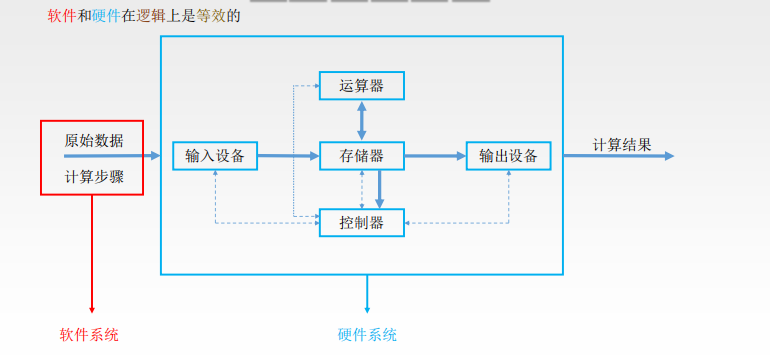 软件和硬件在逻辑上是等效的
运算器
原始数据
计算步骤
输入设备
存储器
输出设备
计算结果
控制器
软件系统
硬件系统